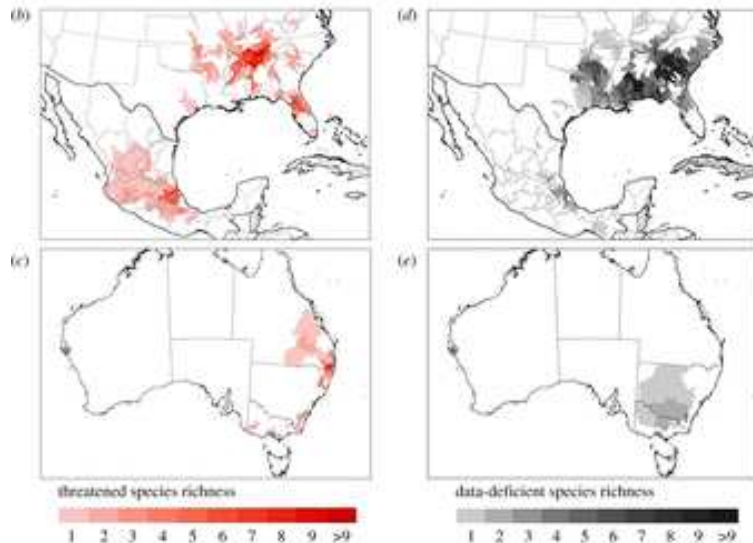 (b)
(d)
(c)
(e)
threatened species richness
data-deficient species richness
1 2 3 4 5 6 7 8 9 >9
1 2 3 4 5 6 7 8 9 >9